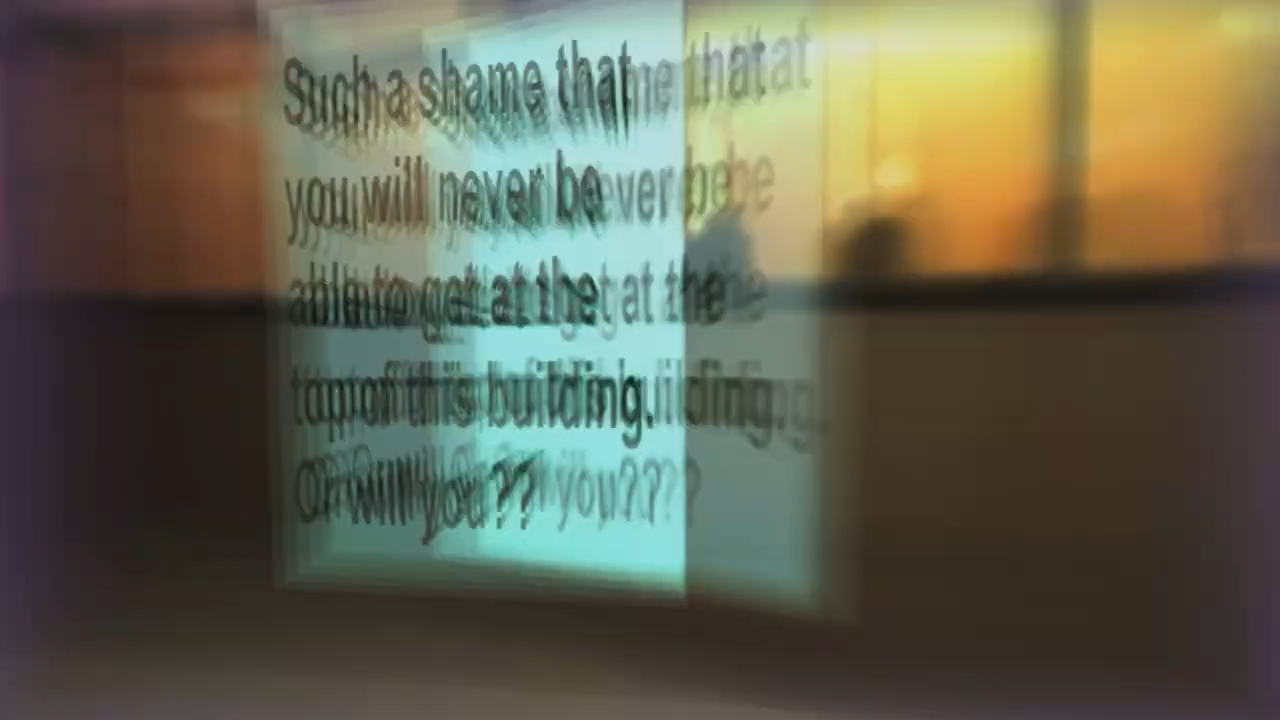 Such a shame that
you will never be
able to get at the
top of this building.
Or will you??